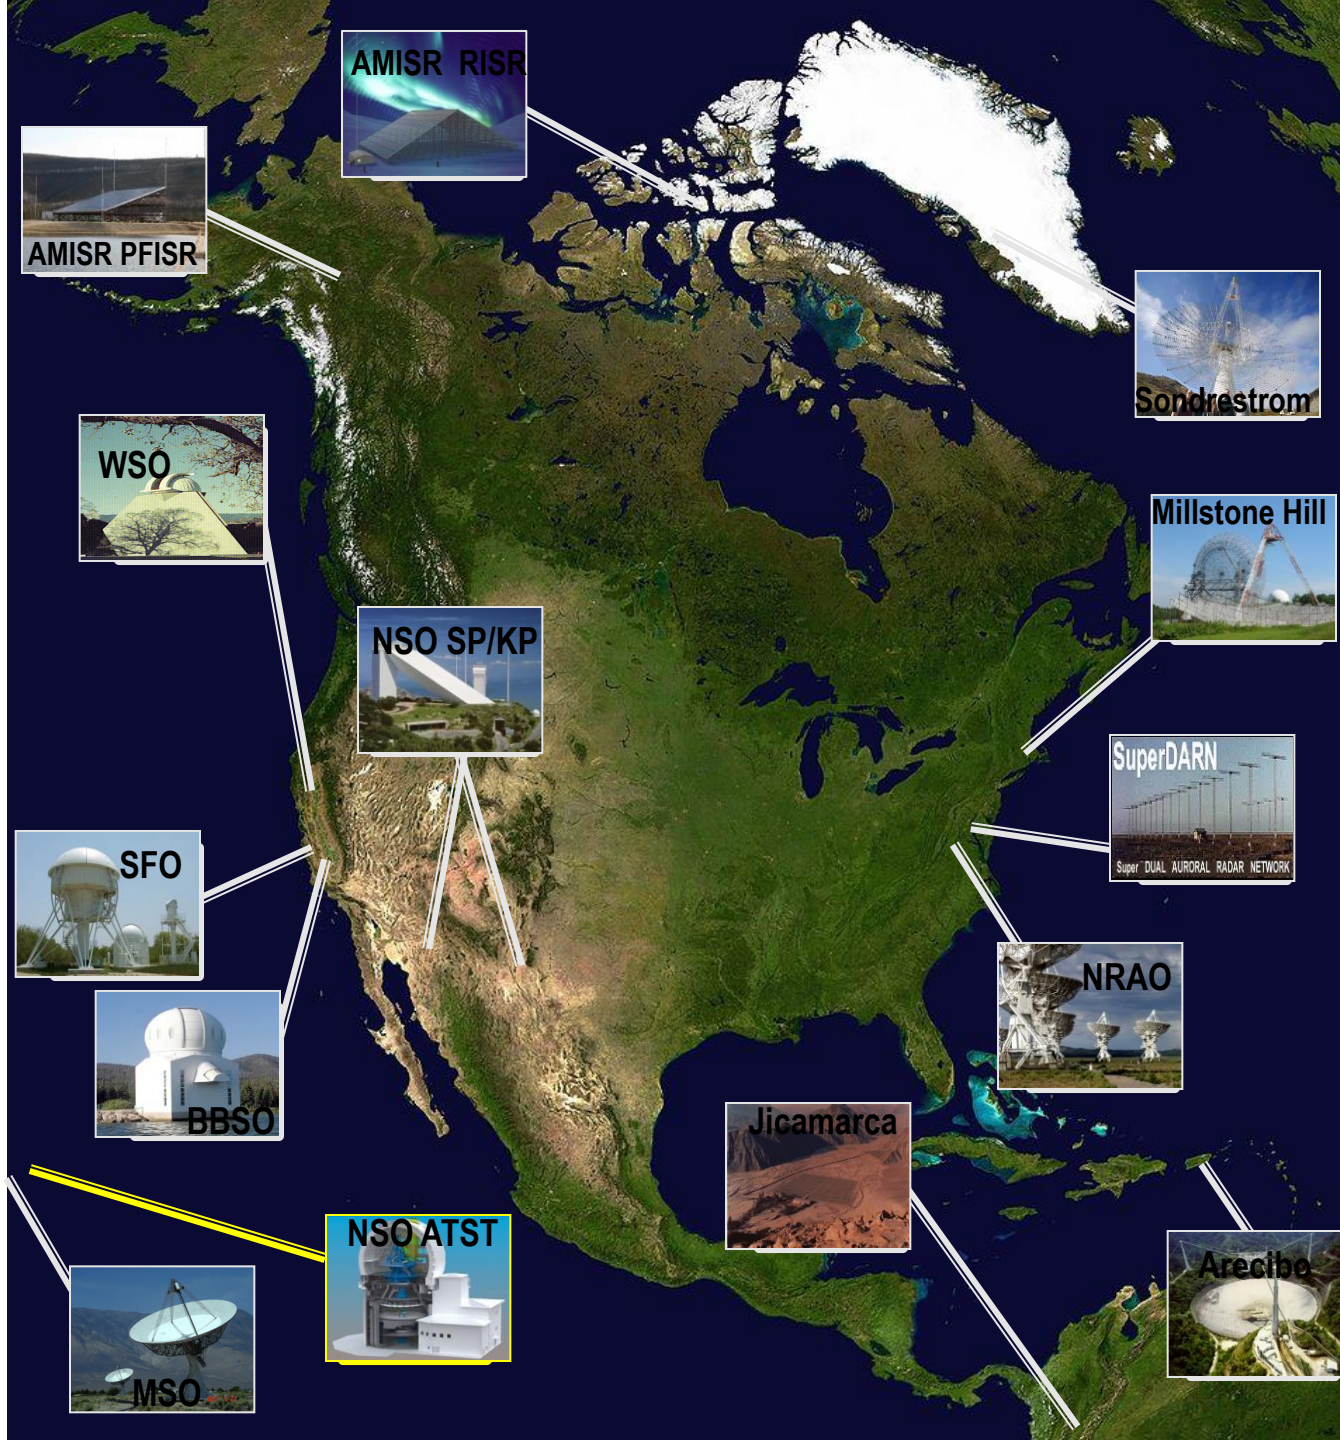 AMISR RISR
AMISR PFISR
Sondrestrom
WSO
Millstone Hill
NSO SP/KP
SuperDARN
Super DUAL AURORAL RADAR NETWORK
SFO
NRAO
BBSO
Jicamarca
NSO ATST
Arecibo
MSO